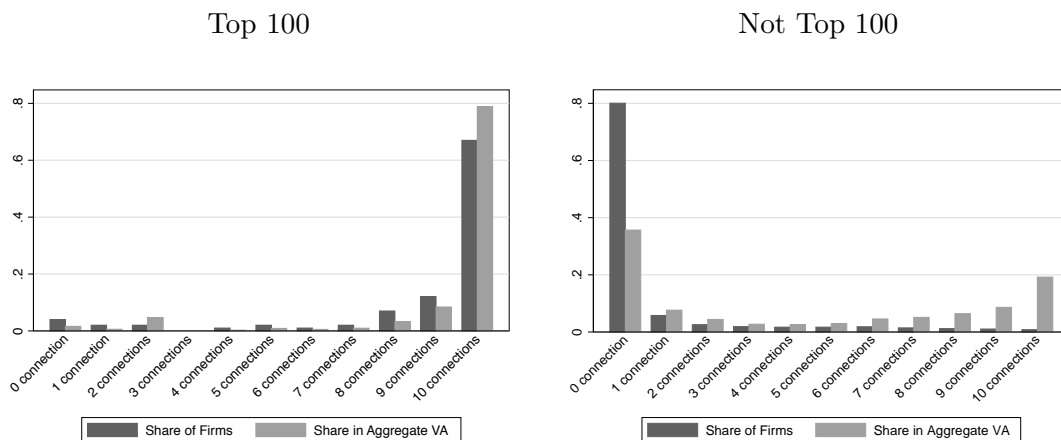 Top 100
.8
.6
.4
.2
0
0 connection
1 connection
2 connections
3 connections
4 connections
5 connections
6 connections
7 connections
8 connections
9 connections
10 connections
Share of Firms
Share in Aggregate VA
Not Top 100
.8
.6
.4
.2
0
0 connection
1 connection
2 connections
3 connections
4 connections
5 connections
6 connections
7 connections
8 connections
9 connections
10 connections
Share of Firms
Share in Aggregate VA